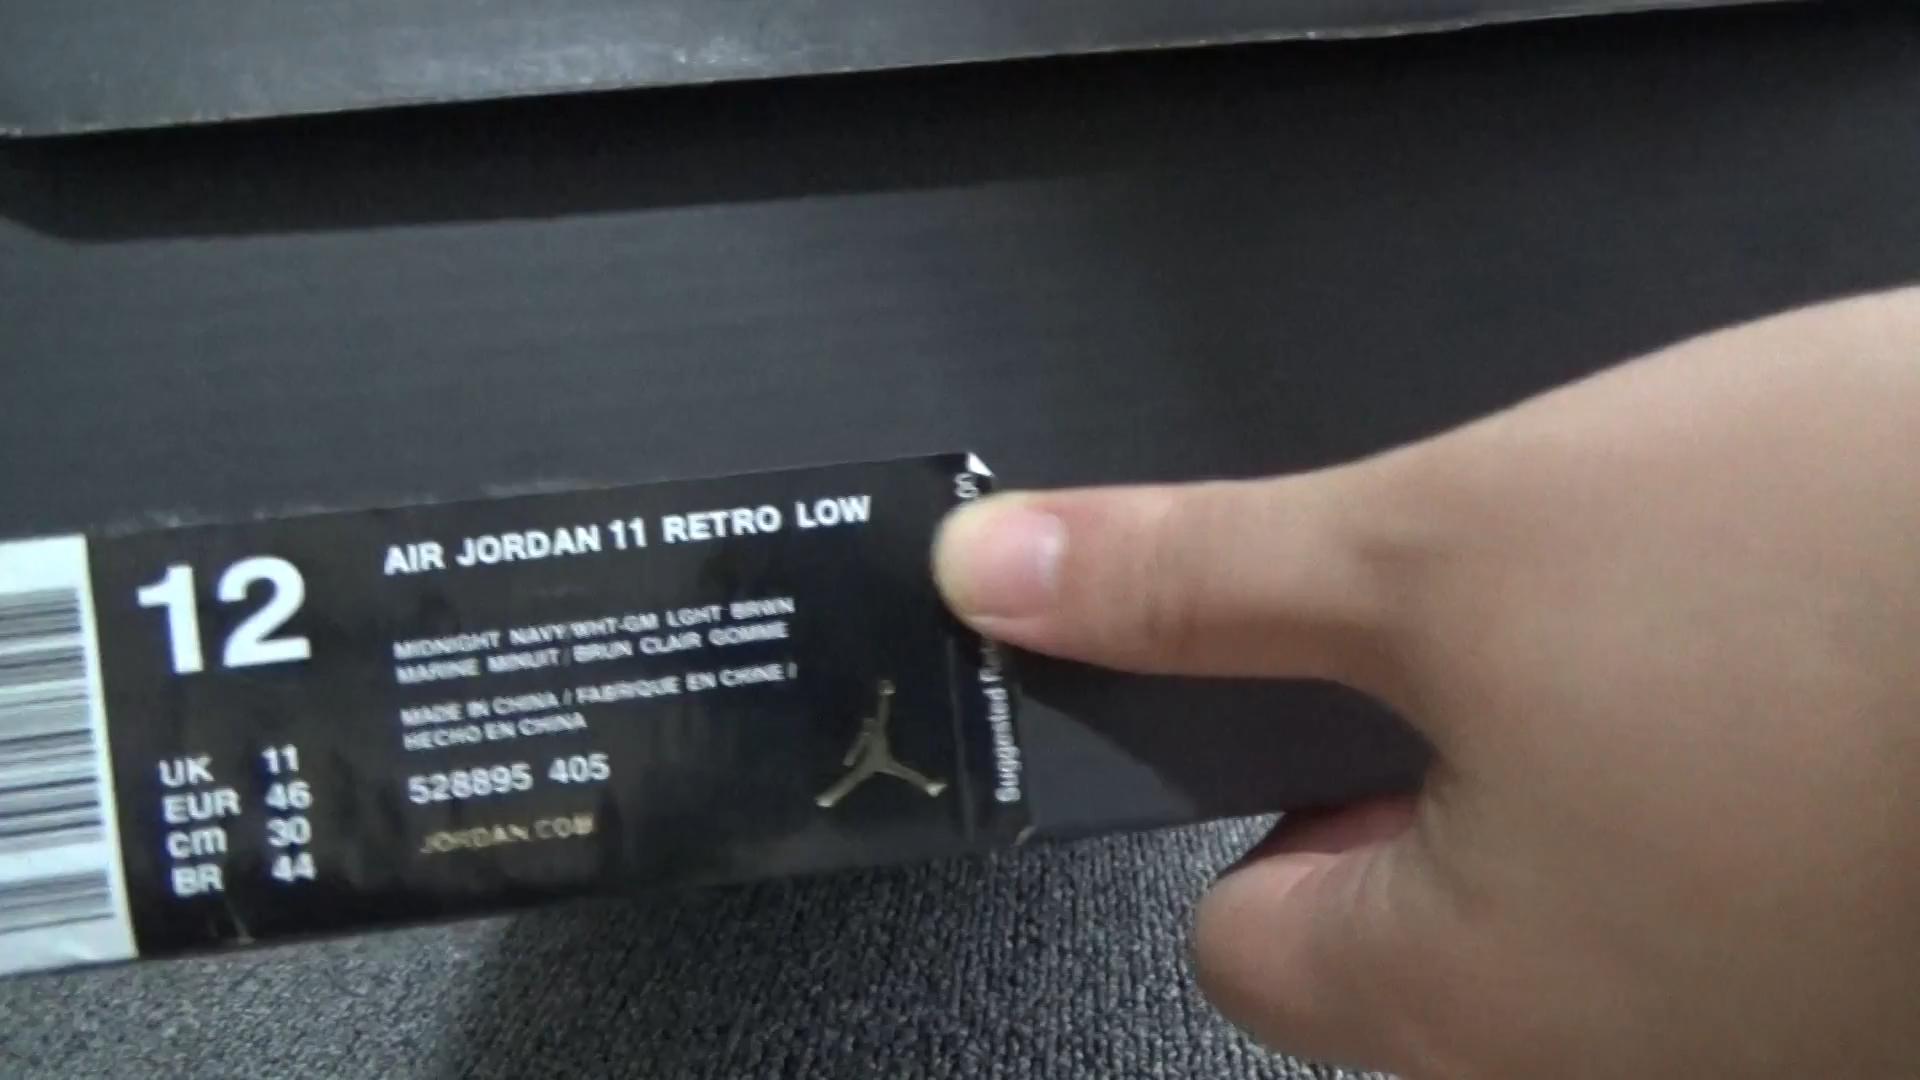 12
AIR JORDAN 11 RETRO LOW
MIDNIGHT NAVY/WHT-GM LGHT BRWN
MARINE MINUIT/BRUN CLAIR GOMME
MADE IN CHINA / FABRIQUE EN CHINE /
HECHO EN CHINA
528895 405
JORDAN.COM
UK 11
EUR 46
cm 30
BR 44
Suggested